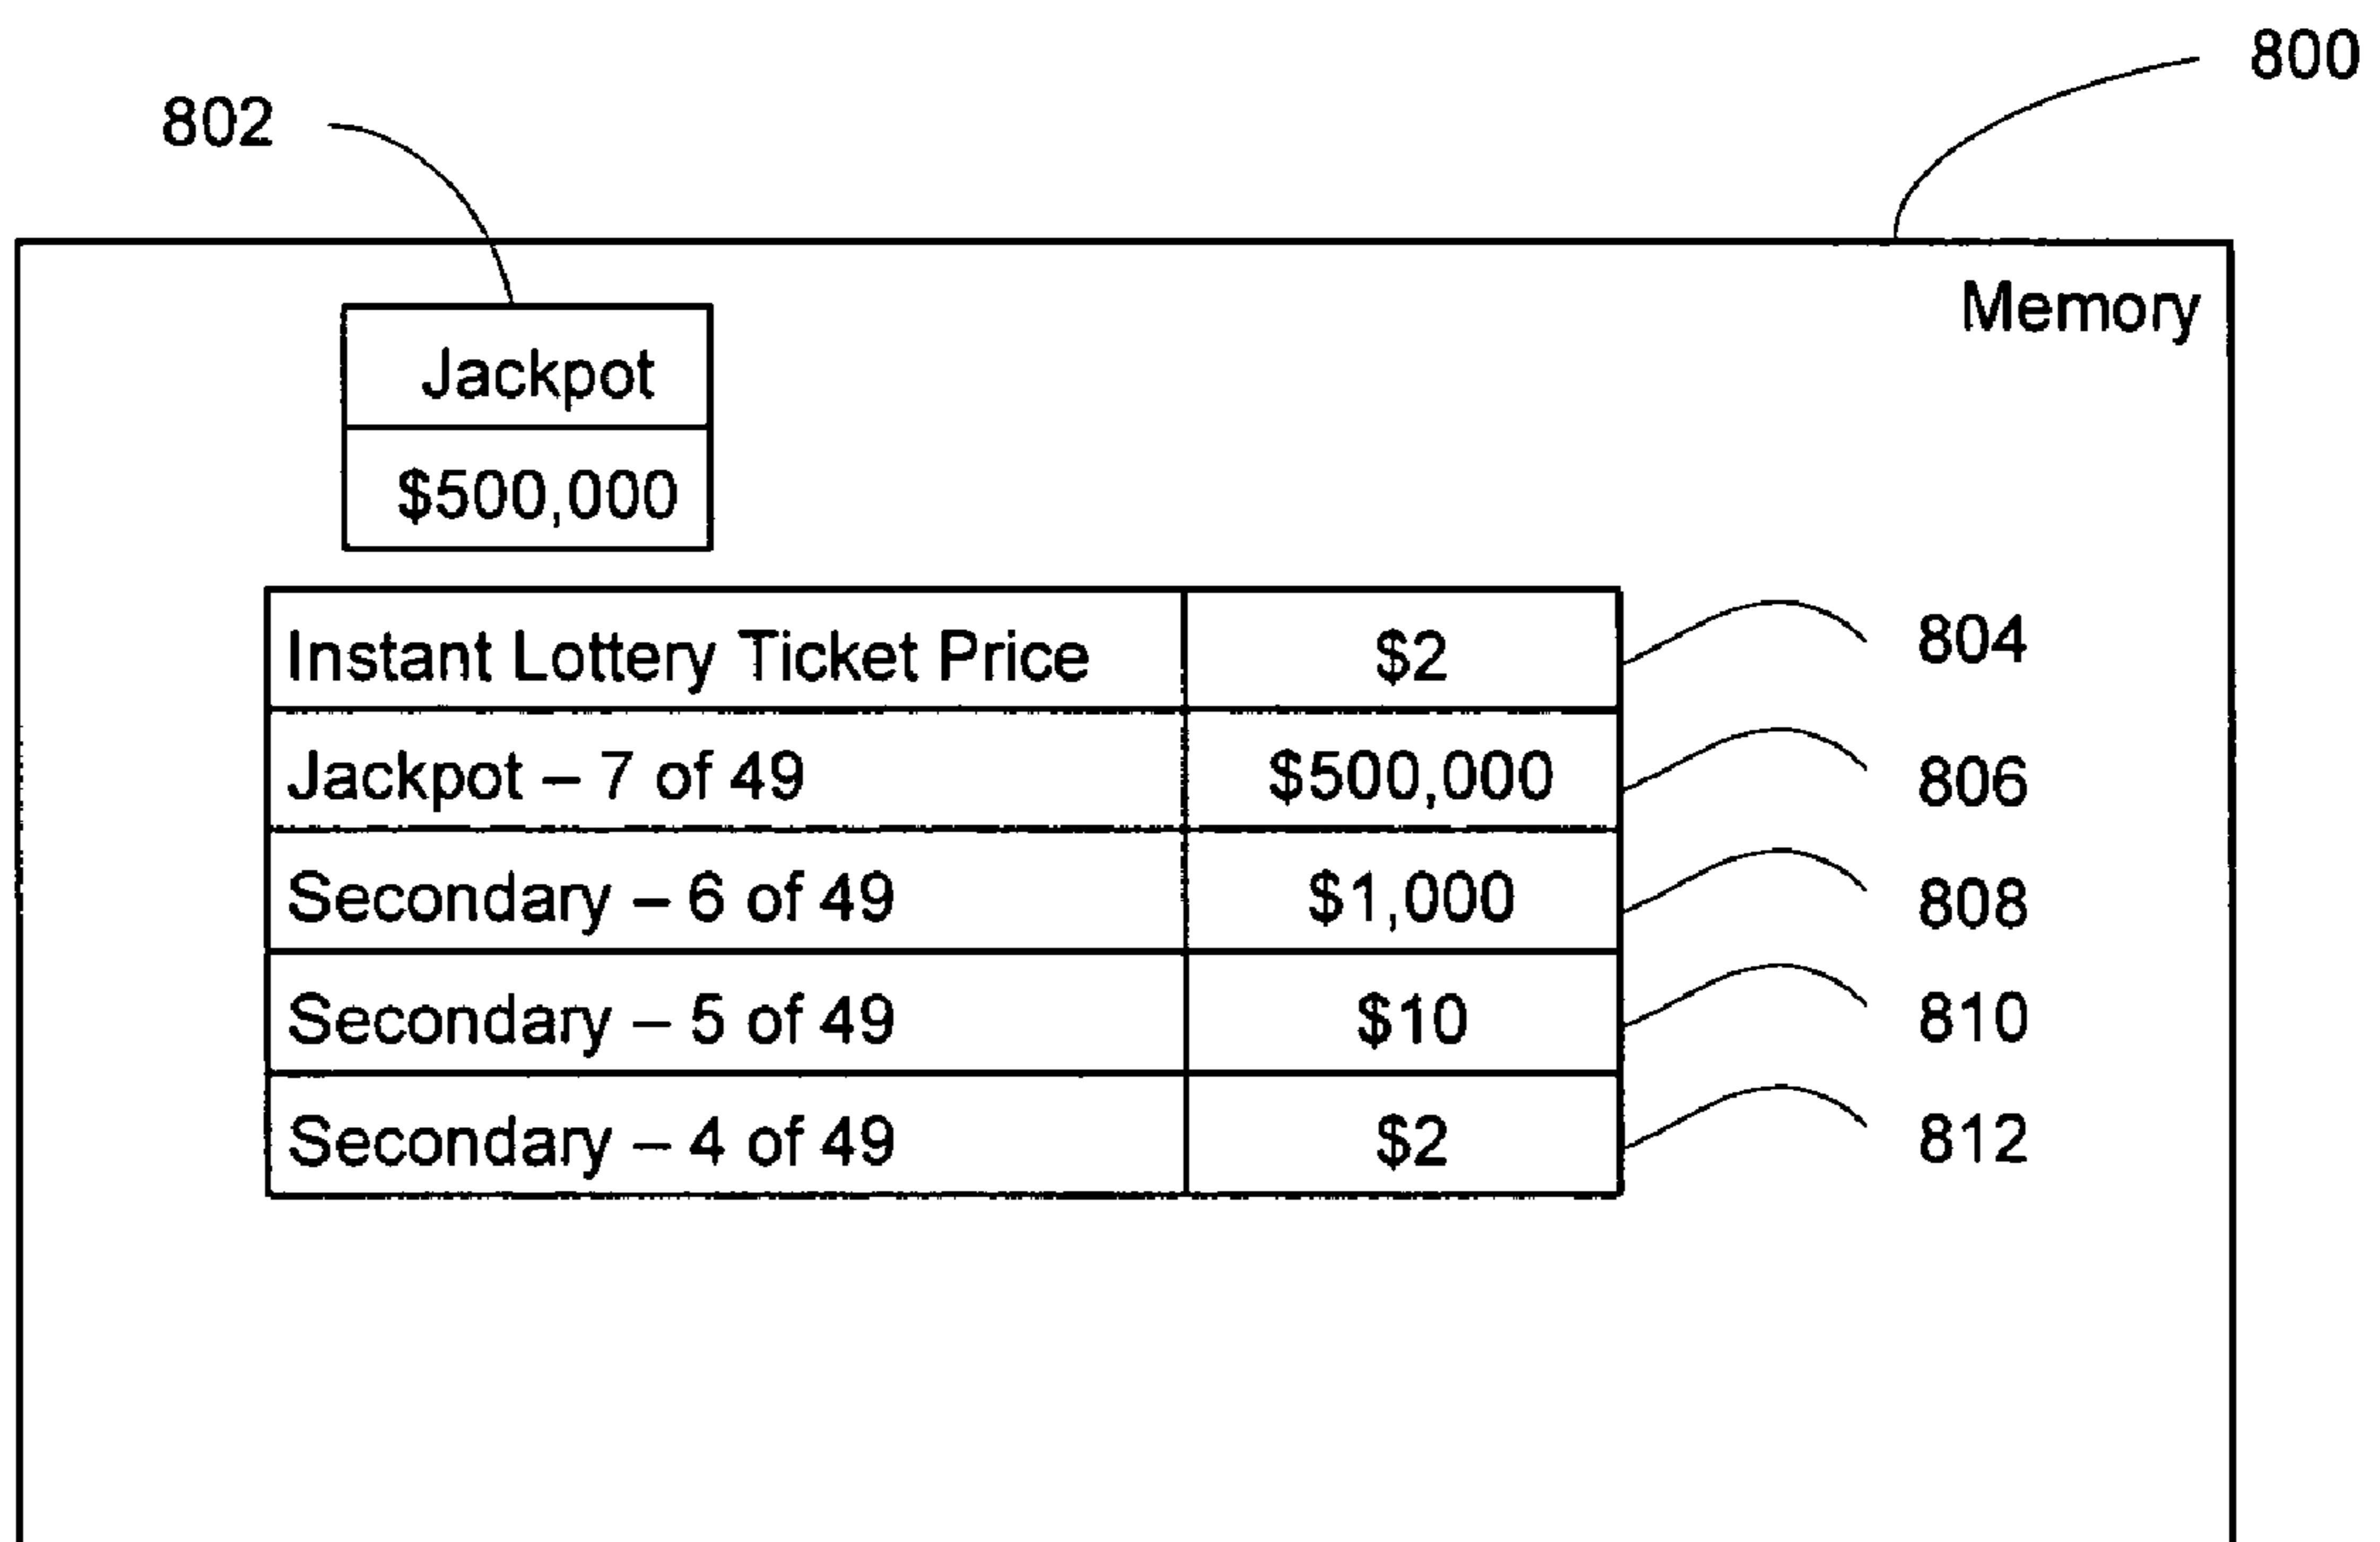 800
802
Memory
Jackpot
$500,000
Instant Lottery Ticket Price $2 804
Jackpot – 7 of 49 $500,000 806
Secondary – 6 of 49 $1,000 808
Secondary – 5 of 49 $10 810
Secondary – 4 of 49 $2 812